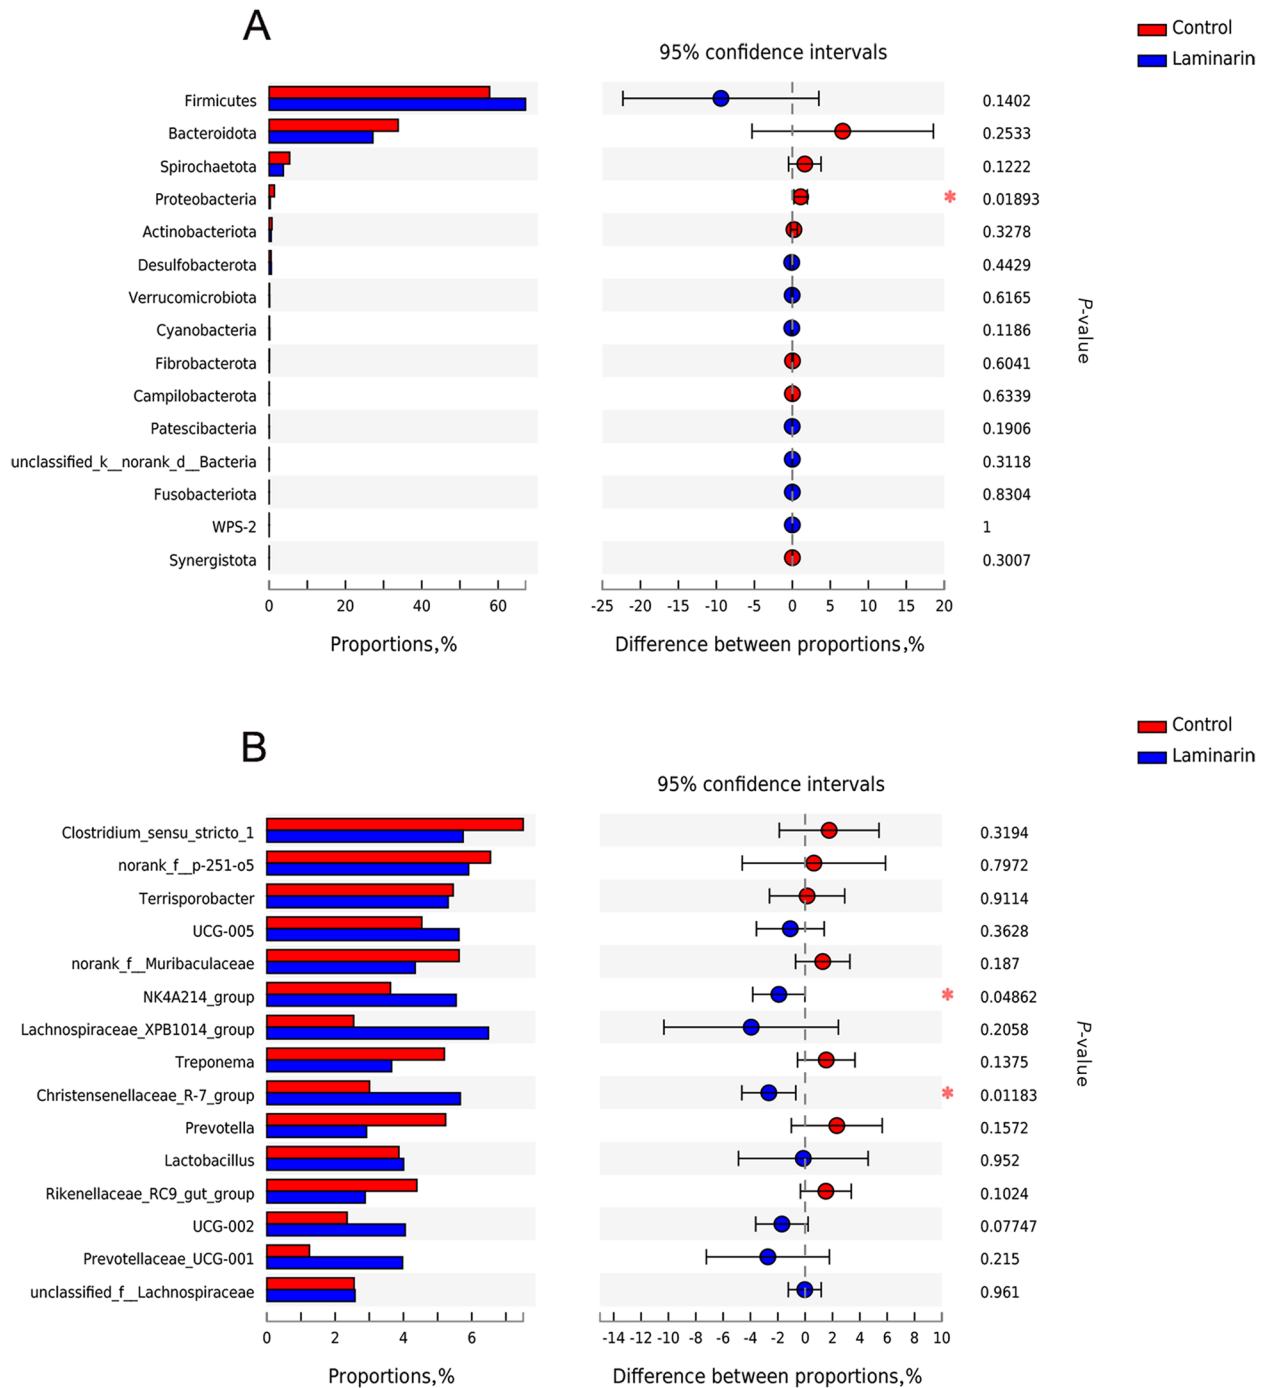 A
Control
Laminarin
95% confidence intervals
Firmicutes 0.1402
Bacteroidota 0.2533
Spirochaetota 0.1222
Proteobacteria * 0.01893
Actinobacteriota 0.3278
Desulfobacterota 0.4429
Verrucomicrobiota 0.6165
Cyanobacteria 0.1186
Fibrobacterota 0.6041
Campilobacterota 0.6339
Patescibacteria 0.1906
unclassified_k__norank_d__Bacteria 0.3118
Fusobacteriota 0.8304
WPS-2 1
Synergistota 0.3007
P-value
0 20 40 60 -25 -20 -15 -10 -5 0 5 10 15 20
Proportions,% Difference between proportions,%
B
Control
Laminarin
95% confidence intervals
Clostridium_sensu_stricto_1 0.3194
norank_f__p-251-o5 0.7972
Terrisporobacter 0.9114
UCG-005 0.3628
norank_f__Muribaculaceae 0.187
NK4A214_group * 0.04862
Lachnospiraceae_XPB1014_group 0.2058
Treponema 0.1375
Christensenellaceae_R-7_group * 0.01183
Prevotella 0.1572
Lactobacillus 0.952
Rikenellaceae_RC9_gut_group 0.1024
UCG-002 0.07747
Prevotellaceae_UCG-001 0.215
unclassified_f__Lachnospiraceae 0.961
P-value
0 2 4 6 -14 -12 -10 -8 -6 -4 -2 0 2 4 6 8 10
Proportions,% Difference between proportions,%